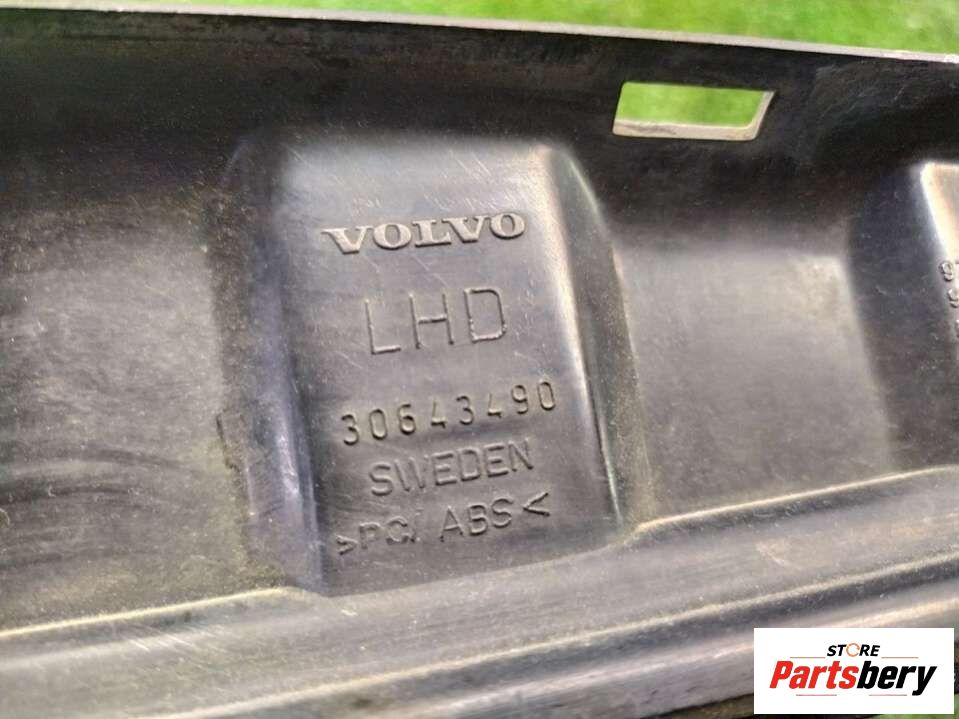 VOLVO
LHD
30643490
SWEDEN
>PC/ ABS<
STORE
Partsbery